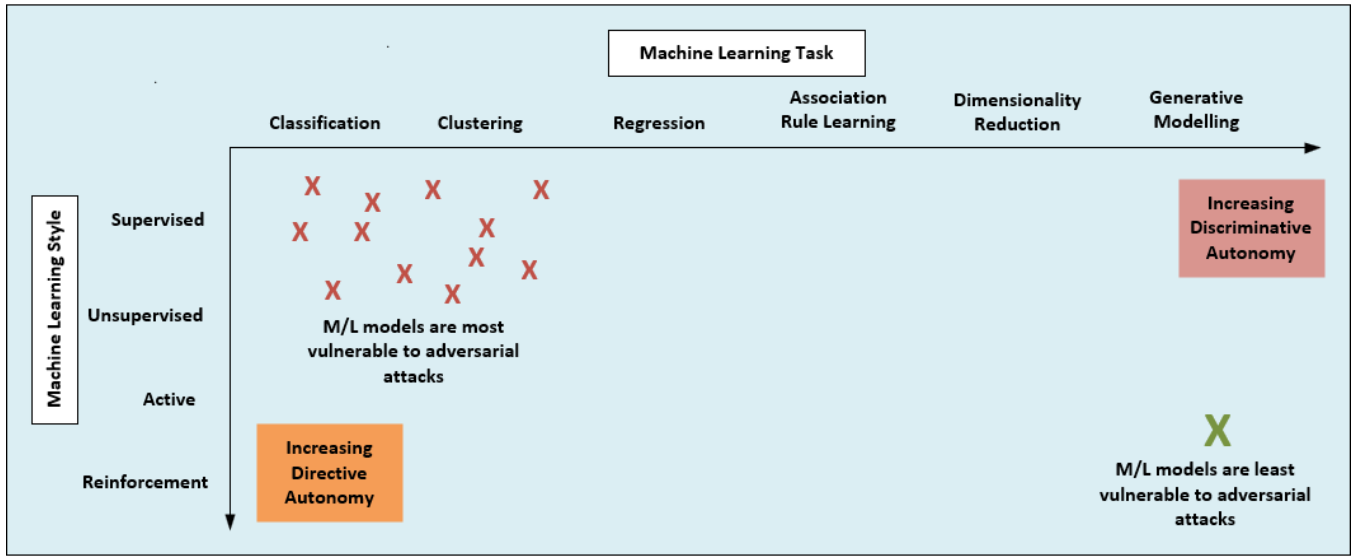 Machine Learning Task
Classification
Clustering
Regression
Association
Rule Learning
Dimensionality
Reduction
Generative
Modelling
Machine Learning Style
Supervised
Unsupervised
Active
Reinforcement
X X X X
X X X
X X X
X X
M/L models are most
vulnerable to adversarial
attacks
Increasing
Discriminative
Autonomy
Increasing
Directive
Autonomy
X
M/L models are least
vulnerable to adversarial
attacks